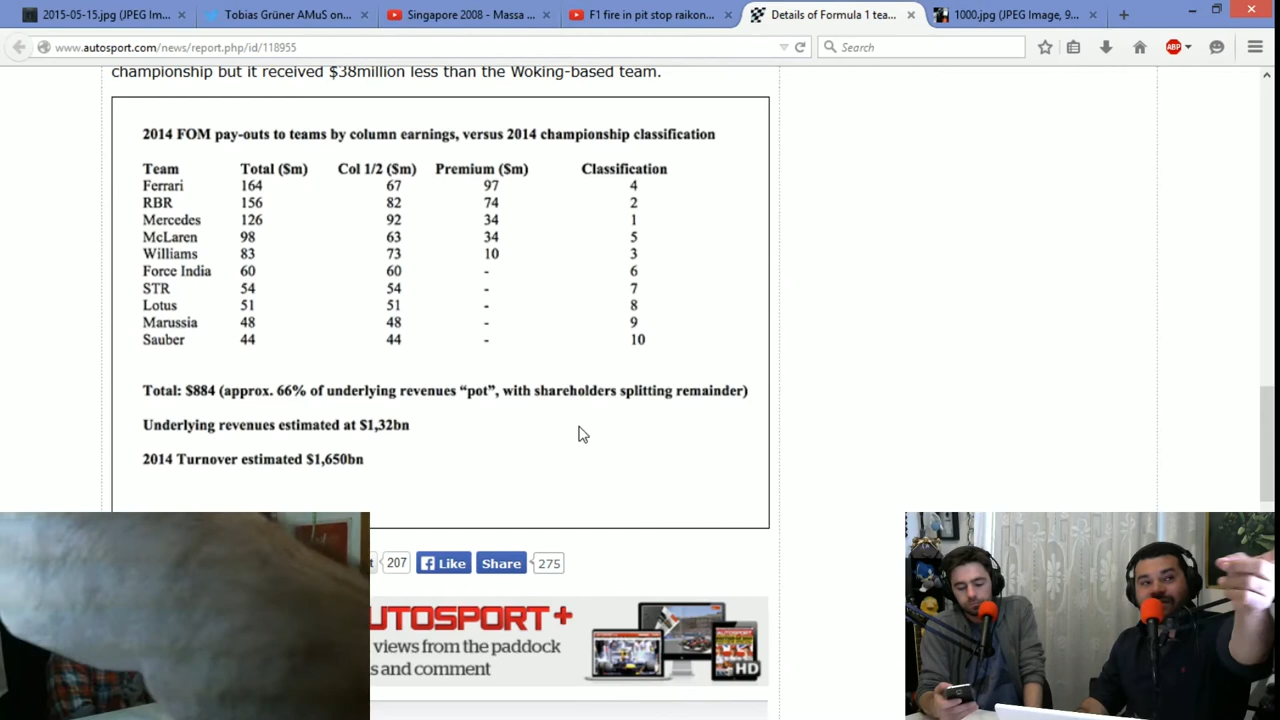 2015-05-15.jpg (JPEG Im... × Tobias Grüner AMuS on... × Singapore 2008 - Massa ... × F1 fire in pit stop raikon... × Details of Formula 1 tea... × 1000.jpg (JPEG Image, 9... ×
www.autosport.com/news/report.php/id/118955 Search ABP
championship but it received $38million less than the Woking-based team.
2014 FOM pay-outs to teams by column earnings, versus 2014 championship classification
Team Total ($m) Col 1/2 ($m) Premium ($m) Classification
Ferrari 164 67 97 4
RBR 156 82 74 2
Mercedes 126 92 34 1
McLaren 98 63 34 5
Williams 83 73 10 3
Force India 60 60 - 6
STR 54 54 - 7
Lotus 51 51 - 8
Marussia 48 48 - 9
Sauber 44 44 - 10
Total: $884 (approx. 66% of underlying revenues “pot”, with shareholders splitting remainder)
Underlying revenues estimated at $1,32bn
2014 Turnover estimated $1,650bn
t 207 Like Share 275
UTOSPORT+
views from the paddock
s and comment
HD